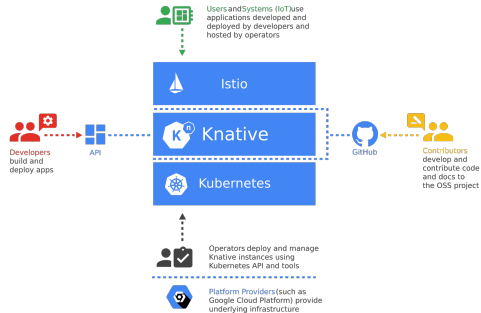 Users and Systems (IoT) use
applications developed and
deployed by developers and
hosted by operators
Istio
Knative
K
n
Kubernetes
Developers
build and
deploy apps
API
GitHub
Contributors
develop and
contribute code
and docs to
the OSS project
Operators deploy and manage
Knative instances using
Kubernetes API and tools
Platform Providers (such as
Google Cloud Platform) provide
underlying infrastructure